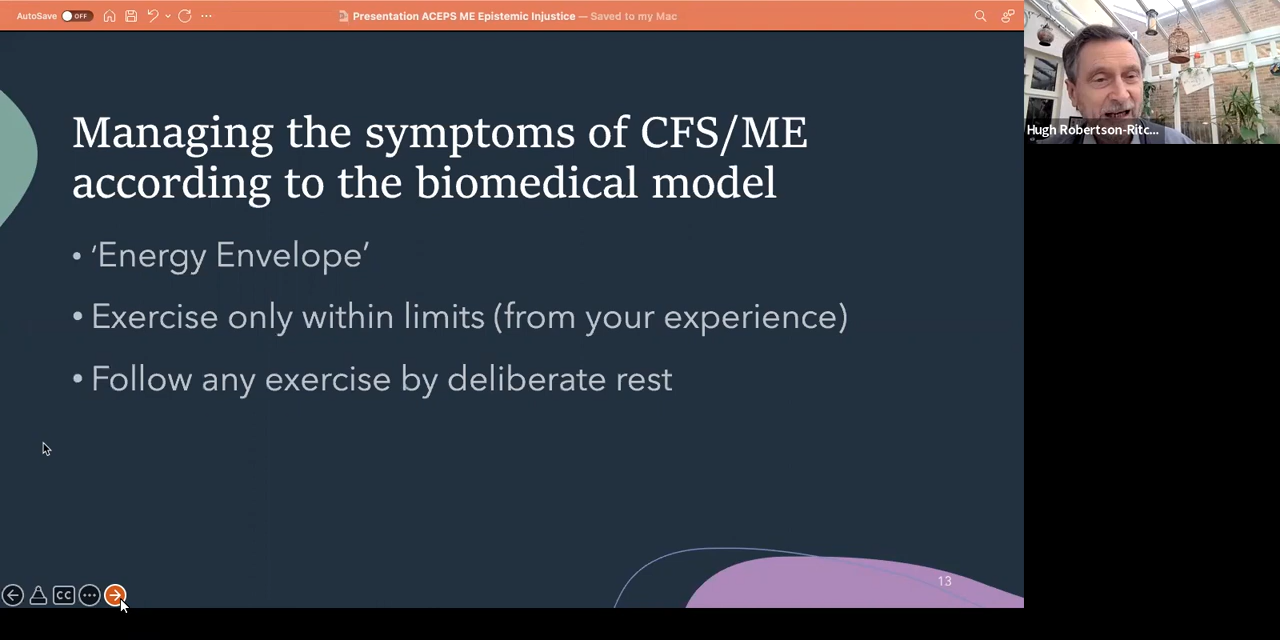 AutoSave OFF
Presentation ACEPS ME Epistemic Injustice — Saved to my Mac
Managing the symptoms of CFS/ME
according to the biomedical model
• ‘Energy Envelope’
• Exercise only within limits (from your experience)
• Follow any exercise by deliberate rest
13
CC
Hugh Robertson-Ritc...